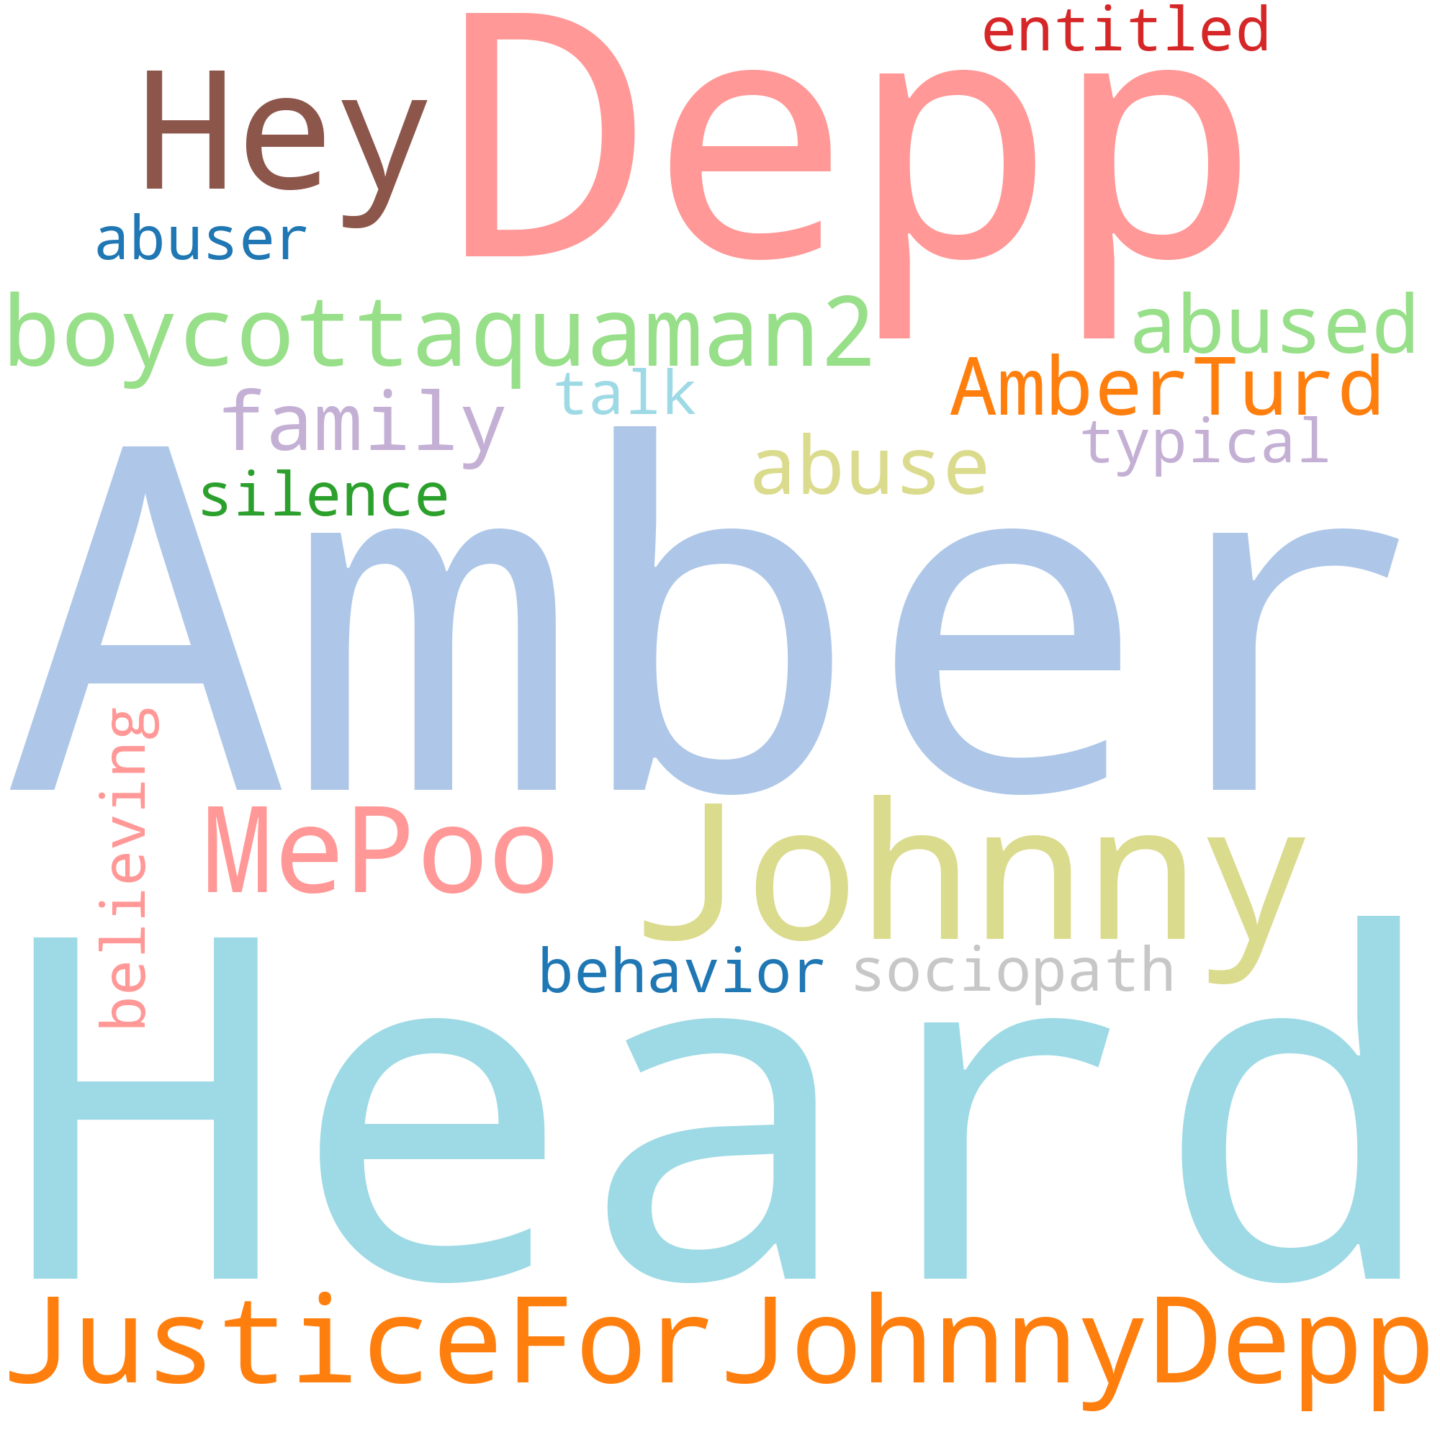 entitled
Depp
Hey
abuser
boycottaquaman2
abused
AmberTurd
talk
family
typical
abuse
silence
Amber
believing
MePoo
Johnny
behavior
sociopath
Heard
JusticeForJohnnyDepp